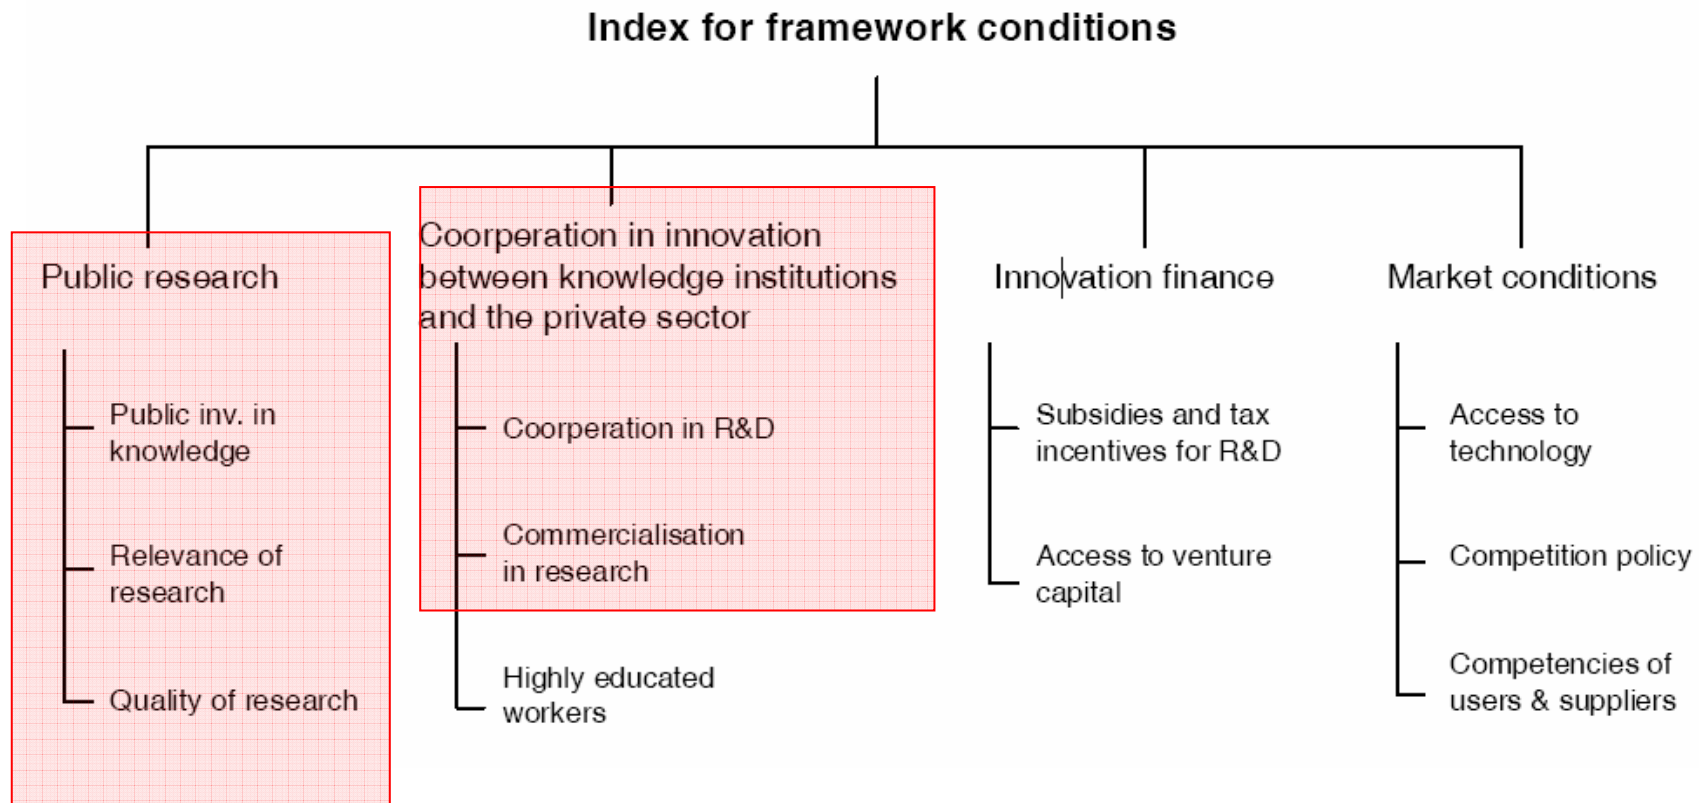 Index for framework conditions
Public research
Public inv. in
knowledge
Relevance of
research
Quality of research
Coorperation in innovation
between knowledge institutions
and the private sector
Coorperation in R&D
Commercialisation
in research
Highly educated
workers
Innovation finance
Subsidies and tax
incentives for R&D
Access to venture
capital
Market conditions
Access to
technology
Competition policy
Competencies of
users & suppliers